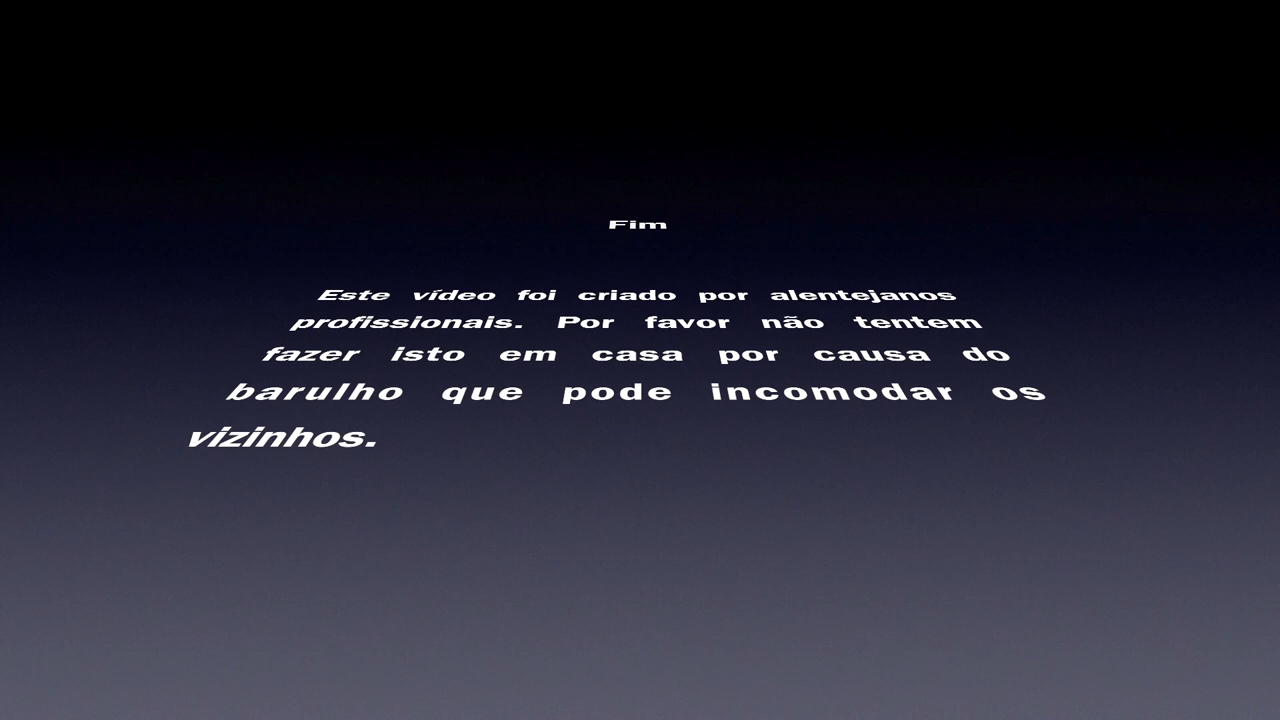 Fim
Este vídeo foi criado por alentejanos
profissionais. Por favor não tentem
fazer isto em casa por causa do
barulho que pode incomodar os
vizinhos.